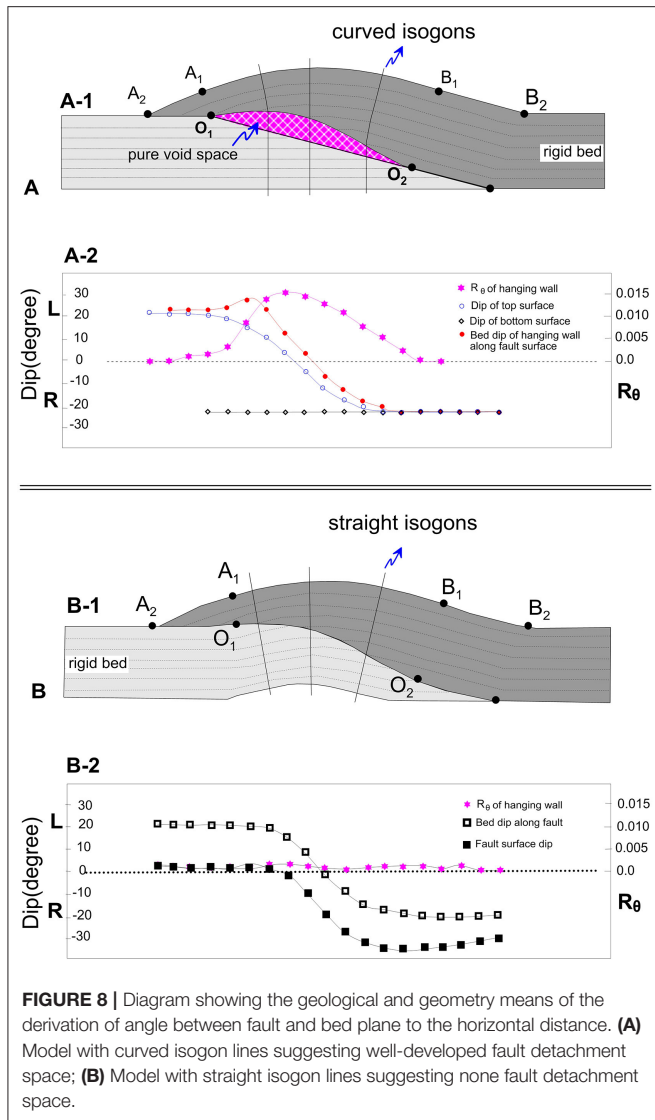 curved isogons
A-1
A₂
A₁
B₁
B₂
O₁
pure void space
O₂
rigid bed
A
A-2
L
R
Dip(degree)
30
20
10
0
-10
-20
-30
Rθ of hanging wall
Dip of top surface
Dip of bottom surface
Bed dip of hanging wall
along fault surface
0.015
0.010
0.005
0.0
Rθ
straight isogons
B-1
A₂
A₁
B₁
B₂
O₁
rigid bed
O₂
B
B-2
L
R
Dip(degree)
30
20
10
0
-10
-20
-30
Rθ of hanging wall
Bed dip along fault
Fault surface dip
0.015
0.010
0.005
0.0
Rθ
FIGURE 8 | Diagram showing the geological and geometry means of the
derivation of angle between fault and bed plane to the horizontal distance. (A)
Model with curved isogon lines suggesting well-developed fault detachment
space; (B) Model with straight isogon lines suggesting none fault detachment
space.